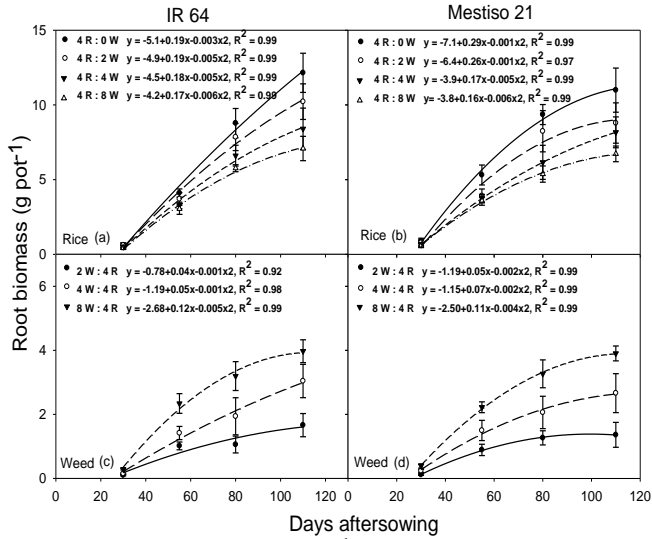 IR 64
Mestiso 21
Root biomass (g pot-1)
15
10
5
0
4 R : 0 W y = -5.1+0.19x-0.003x2, R2 = 0.99
4 R : 2 W y = -4.9+0.19x-0.005x2, R2 = 0.99
4 R : 4 W y = -4.5+0.18x-0.005x2, R2 = 0.99
4 R : 8 W y = -4.2+0.17x-0.006x2, R2 = 0.99
Rice (a)
4 R : 0 W y = -7.1+0.29x-0.001x2, R2 = 0.99
4 R : 2 W y = -6.4+0.26x-0.001x2, R2 = 0.97
4 R : 4 W y = -3.9+0.17x-0.005x2, R2 = 0.99
4 R : 8 W y= -3.8+0.16x-0.006x2, R2 = 0.99
Rice (b)
6
4
2
0
2 W : 4 R y = -0.78+0.04x-0.001x2, R2 = 0.92
4 W : 4 R y = -1.19+0.05x-0.001x2, R2 = 0.98
8 W : 4 R y = -2.68+0.12x-0.005x2, R2 = 0.99
Weed (c)
2 W : 4 R y = -1.19+0.05x-0.002x2, R2 = 0.99
4 W : 4 R y = -1.15+0.07x-0.002x2, R2 = 0.99
8 W : 4 R y = -2.50+0.11x-0.004x2, R2 = 0.99
Weed (d)
0 20 40 60 80 100 120 0 20 40 60 80 100 120
Days aftersowing